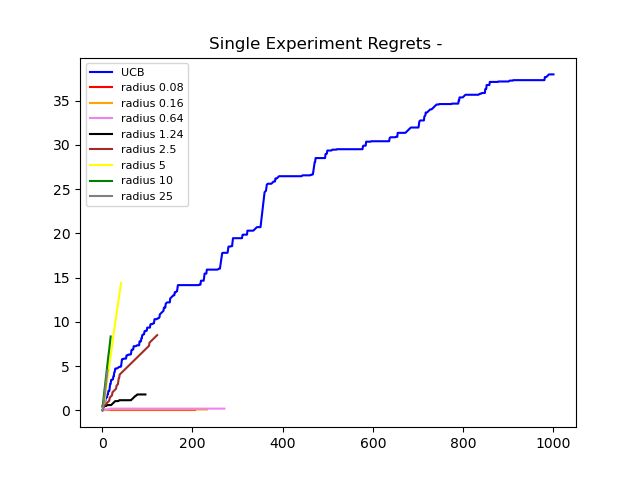 Single Experiment Regrets -
UCB
radius 0.08
radius 0.16
radius 0.64
radius 1.24
radius 2.5
radius 5
radius 10
radius 25
35
30
25
20
15
10
5
0
0 200 400 600 800 1000